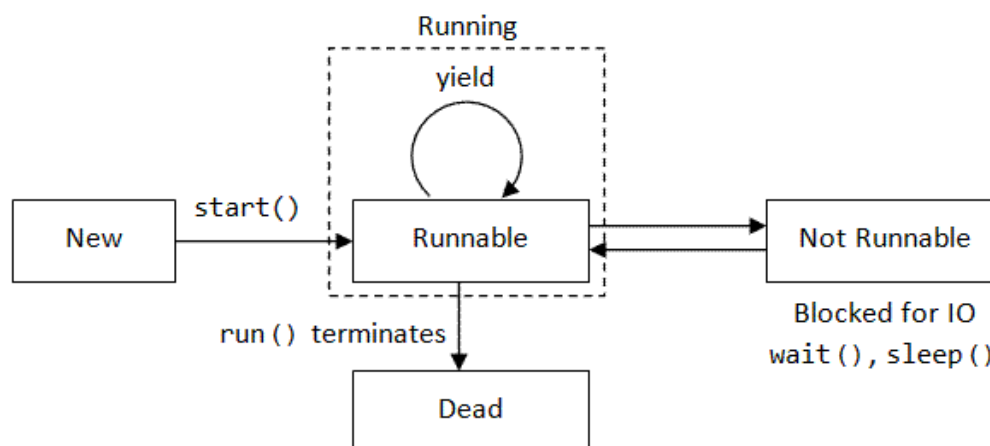 Running
yield
start()
New
Runnable
Not Runnable
Blocked for IO
wait(), sleep()
run() terminates
Dead